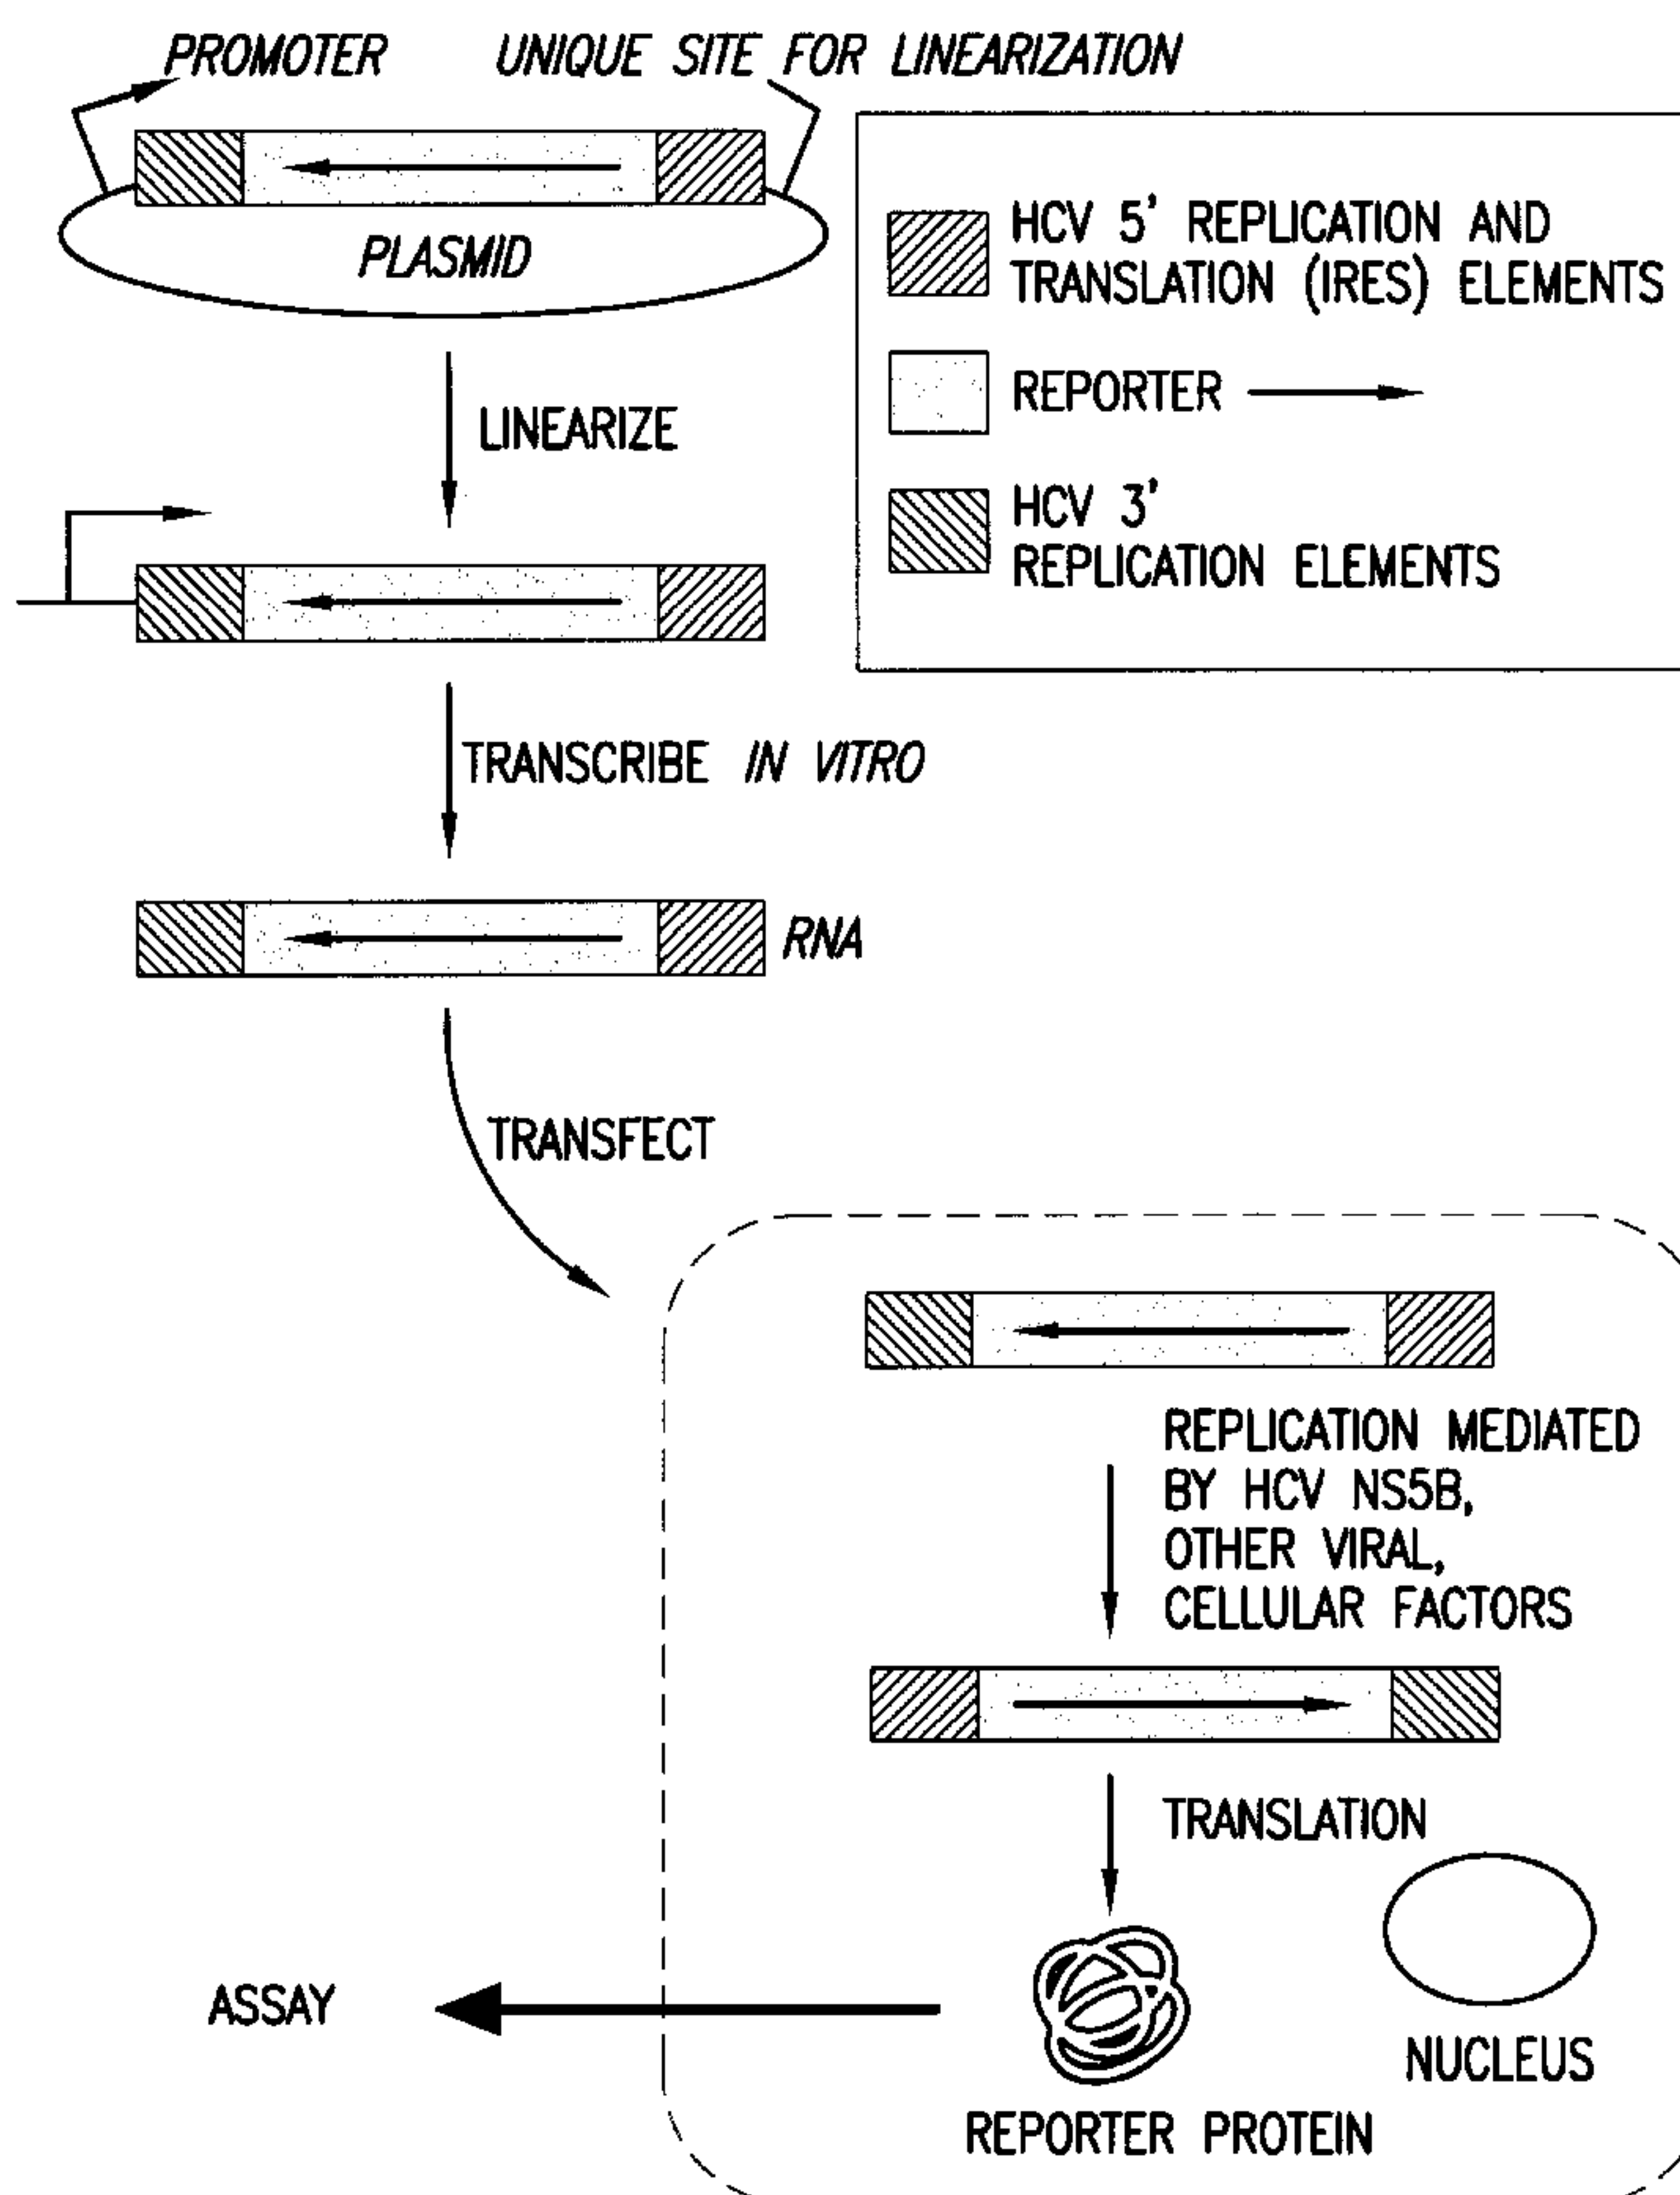 PROMOTER
UNIQUE SITE FOR LINEARIZATION
PLASMID
HCV 5' REPLICATION AND
TRANSLATION (IRES) ELEMENTS
REPORTER
HCV 3'
REPLICATION ELEMENTS
LINEARIZE
TRANSCRIBE IN VITRO
RNA
TRANSFECT
REPLICATION MEDIATED
BY HCV NS5B,
OTHER VIRAL,
CELLULAR FACTORS
TRANSLATION
ASSAY
NUCLEUS
REPORTER PROTEIN